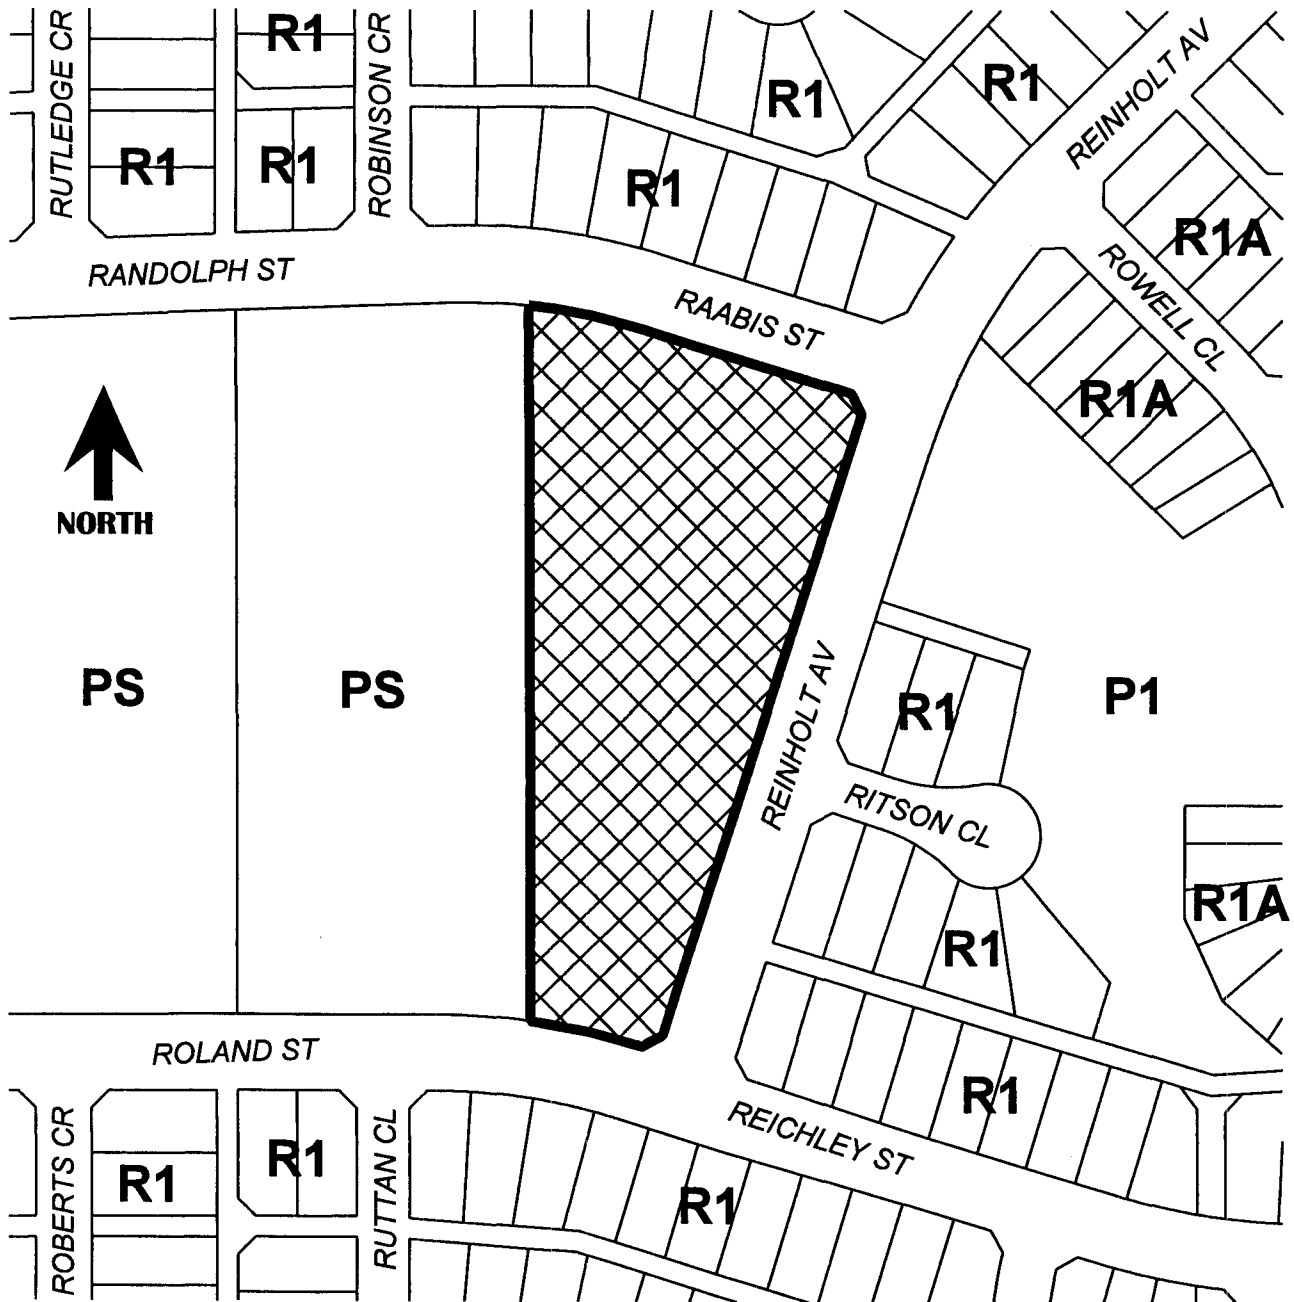 RUTLEDGE CR
R1
ROBINSON CR
R1
R1
REINHOLT AV
R1
R1
R1
R1A
RANDOLPH ST
RAABIS ST
ROWELL CL
R1A
NORTH
PS
PS
REINHOLT AV
R1
P1
RITSON CL
R1A
R1
ROLAND ST
R1
REICHLEY ST
ROBERTS CR
R1
R1
RUTTAN CL
R1